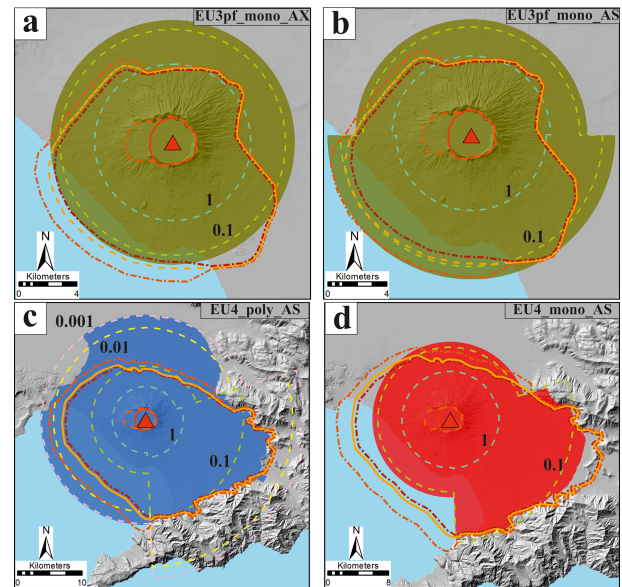 a
EU3pf_mono_AX
1
0.1
N
Kilometers
0 4
b
EU3pf_mono_AS
1
0.1
N
Kilometers
0 4
c
EU4_poly_AS
0.001
0.01
1
0.1
N
Kilometers
0 10
d
EU4_mono_AS
1
0.1
N
Kilometers
0 8